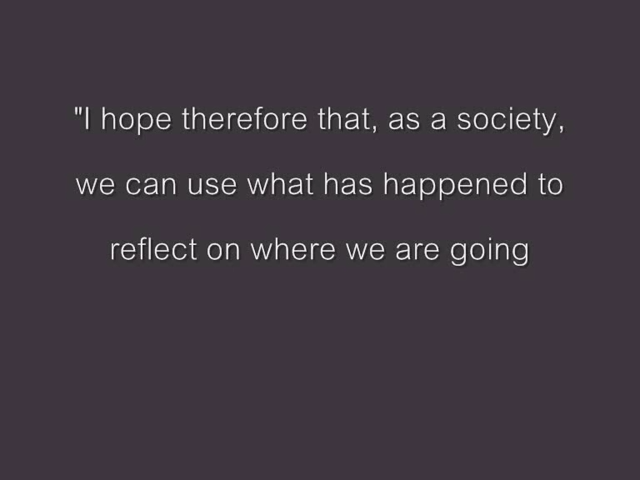 "I hope therefore that, as a society,
we can use what has happened to
reflect on where we are going